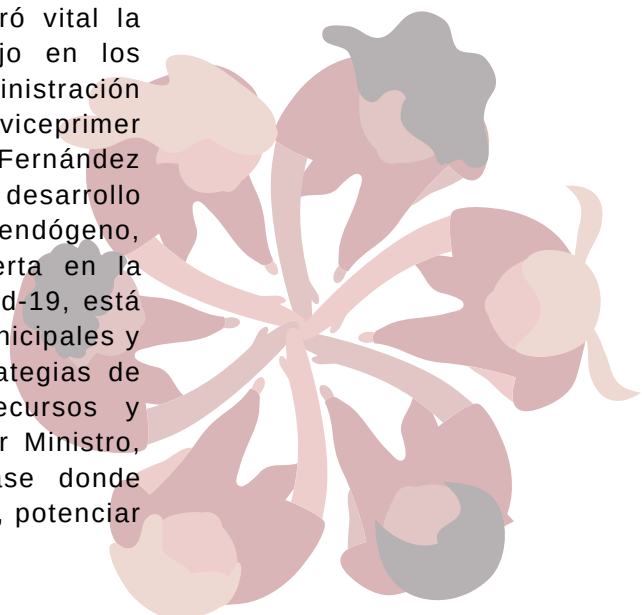 ró vital la
jo en los
inistración
viceprimer
Fernández
desarrollo
endógeno,
erta en la
d-19, está
nicipales y
ategias de
ecursos y
r Ministro,
ase donde
, potenciar